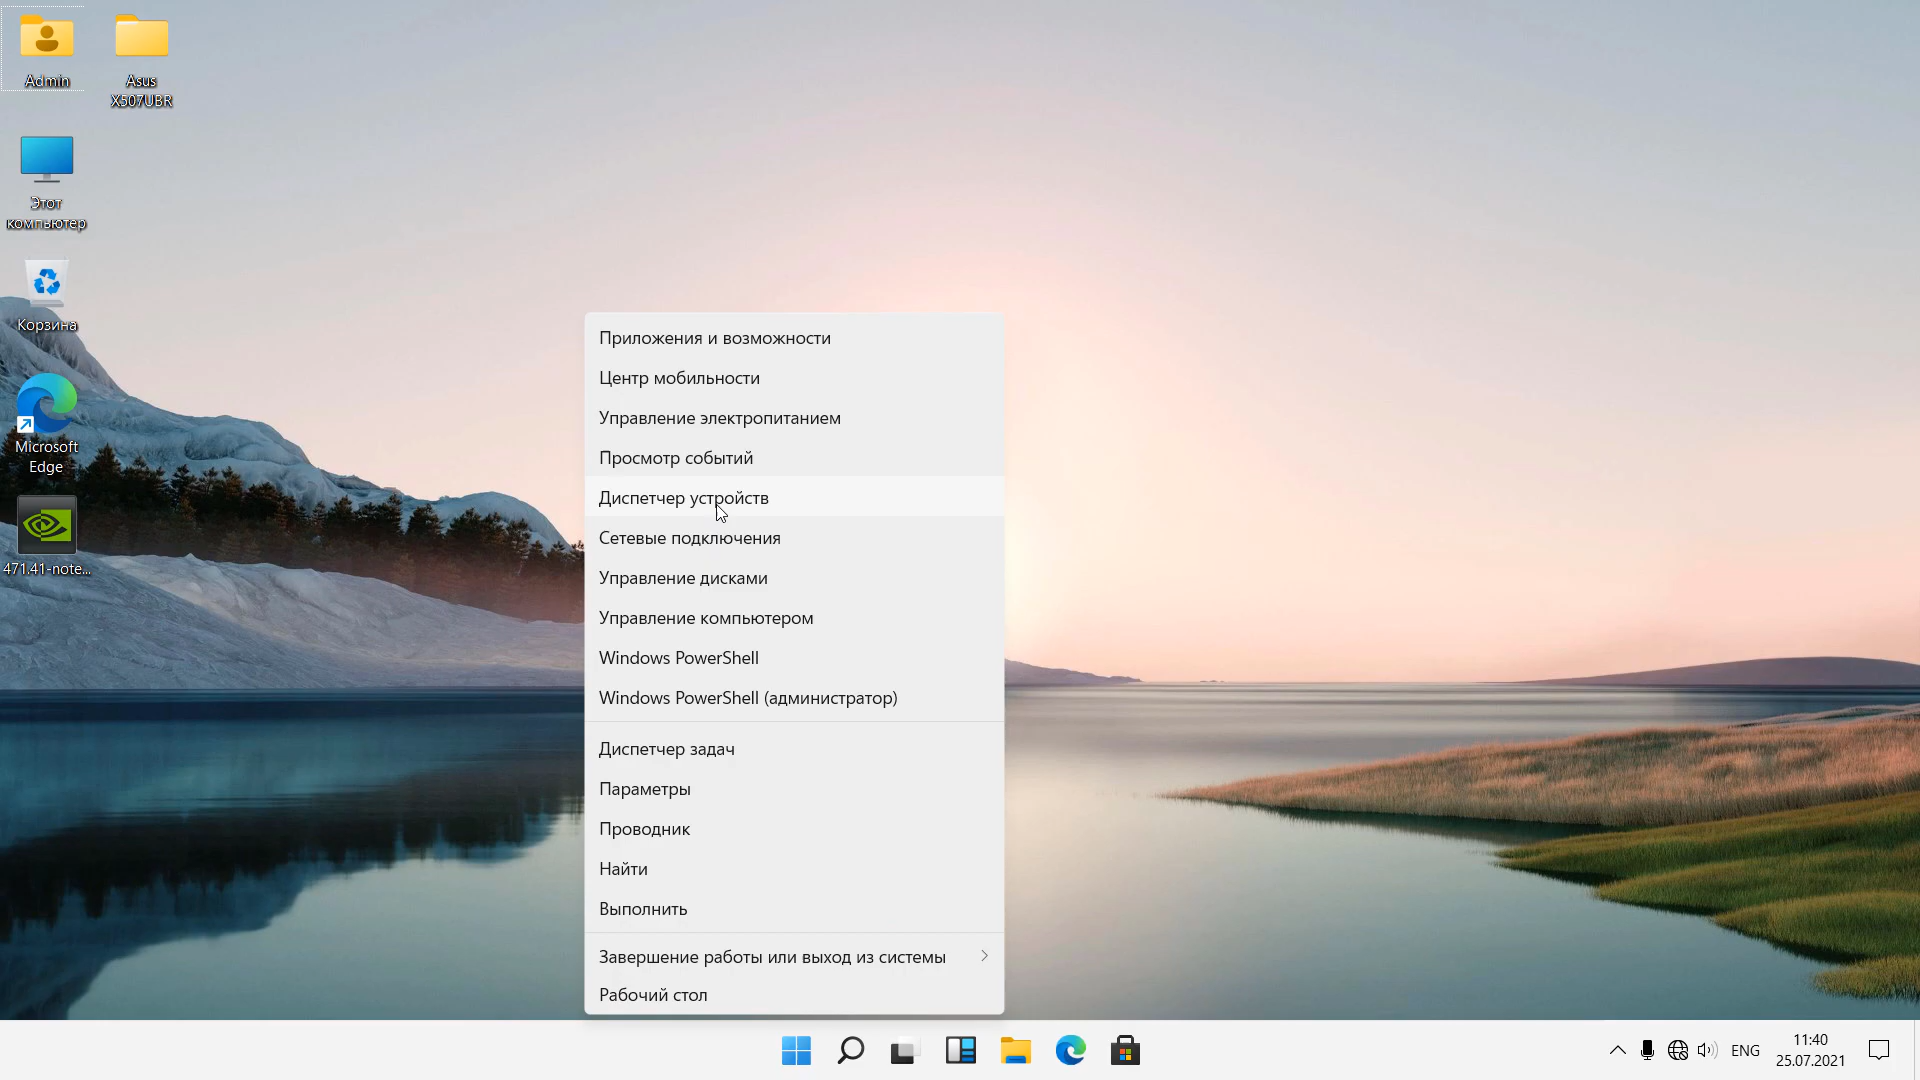 Admin
Asus
X507UBR
Этот
компьютер
Корзина
Microsoft
Edge
471.41-note...
Приложения и возможности
Центр мобильности
Управление электропитанием
Просмотр событий
Диспетчер устройств
Сетевые подключения
Управление дисками
Управление компьютером
Windows PowerShell
Windows PowerShell (администратор)
Диспетчер задач
Параметры
Проводник
Найти
Выполнить
Завершение работы или выход из системы
Рабочий стол
ENG
11:40
25.07.2021